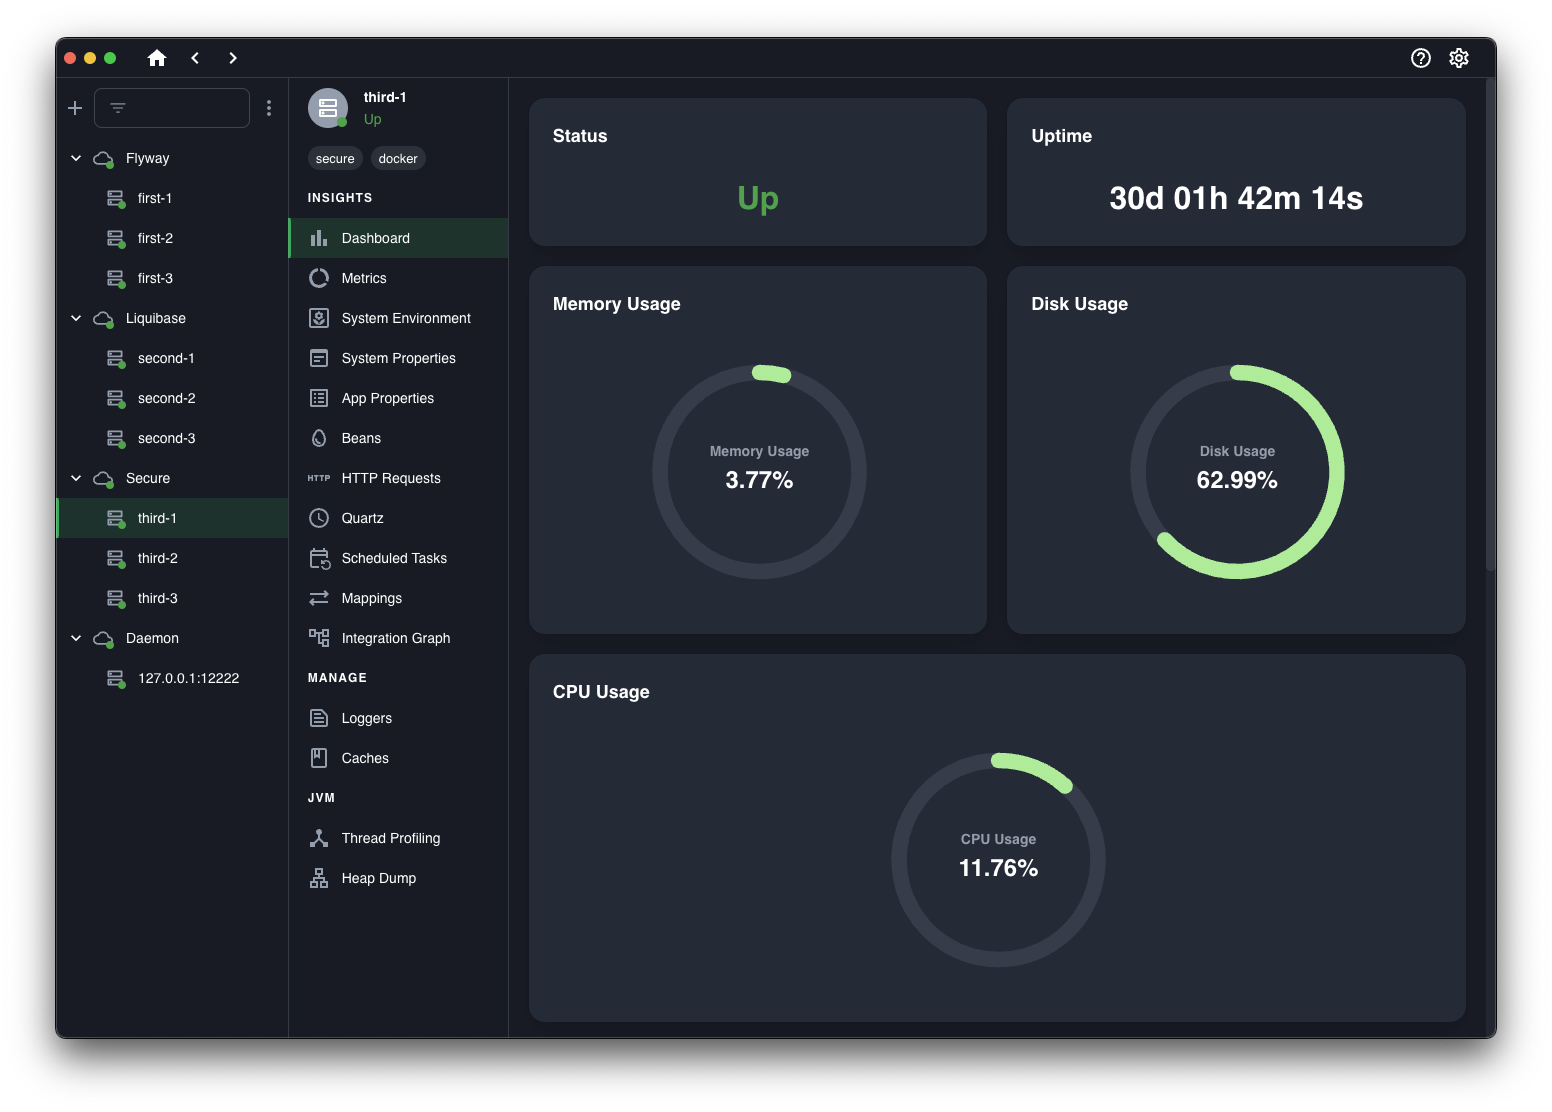 Flyway
first-1
first-2
first-3
Liquibase
second-1
second-2
second-3
Secure
third-1
third-2
third-3
Daemon
127.0.0.1:12222
third-1
Up
secure docker
INSIGHTS
Dashboard
Metrics
System Environment
System Properties
App Properties
Beans
HTTP HTTP Requests
Quartz
Scheduled Tasks
Mappings
Integration Graph
MANAGE
Loggers
Caches
JVM
Thread Profiling
Heap Dump
Status
Up
Uptime
30d 01h 42m 14s
Memory Usage
Memory Usage
3.77%
Disk Usage
Disk Usage
62.99%
CPU Usage
CPU Usage
11.76%